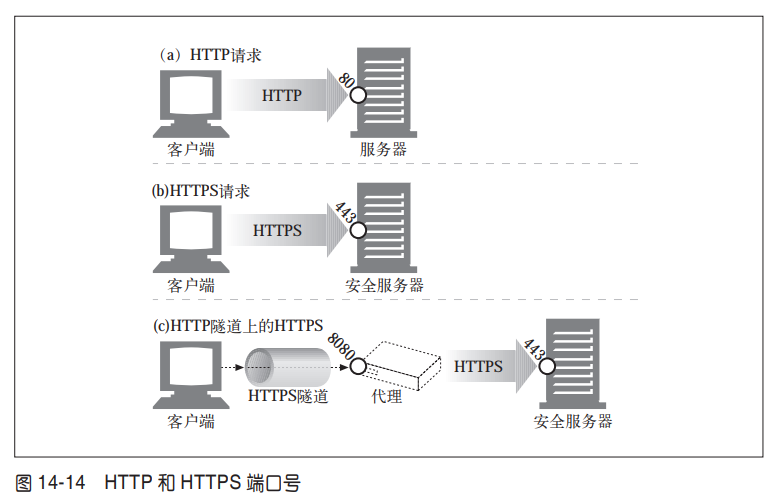 (a) HTTP请求
80
HTTP
客户端
服务器
(b)HTTPS请求
443
HTTPS
客户端
安全服务器
(c)HTTP隧道上的HTTPS
8080
443
HTTPS
HTTPS隧道
代理
客户端
安全服务器
图 14-14 HTTP 和 HTTPS 端口号